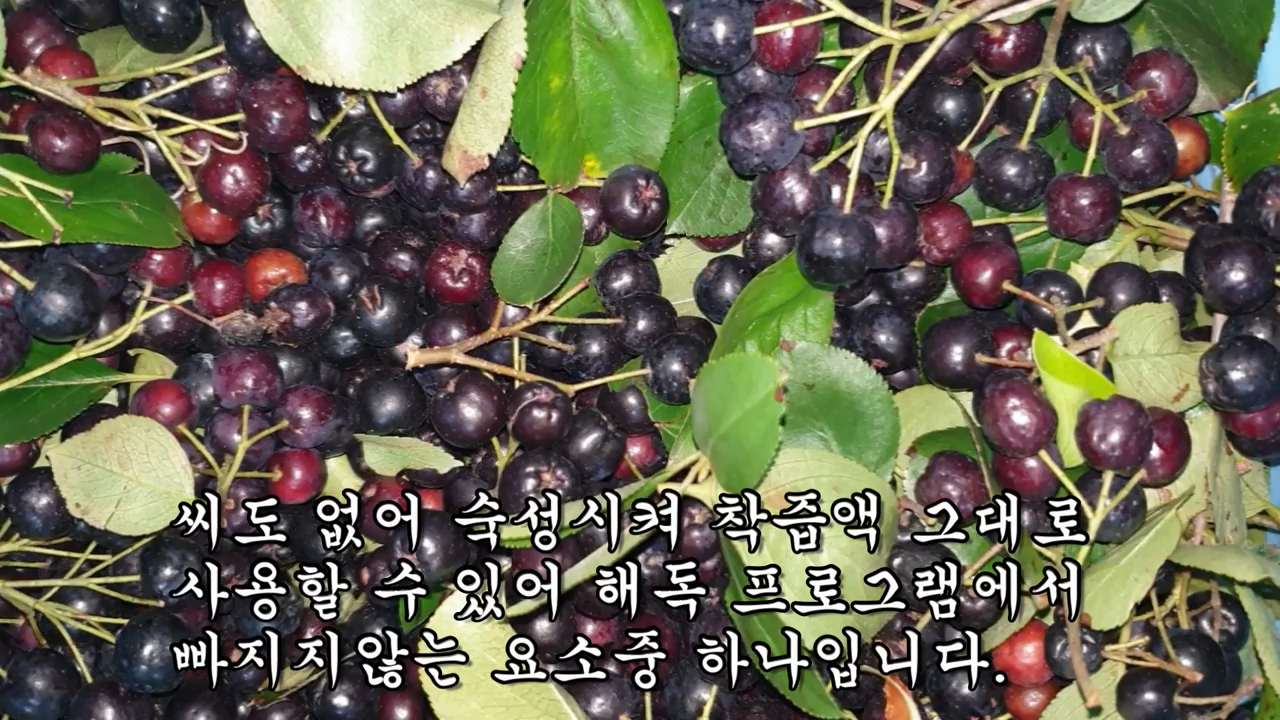 씨도 없어 숙성시켜 착즙액 그대로
사용할 수 있어 해독 프로그램에서
빠지지않는 요소중 하나입니다.